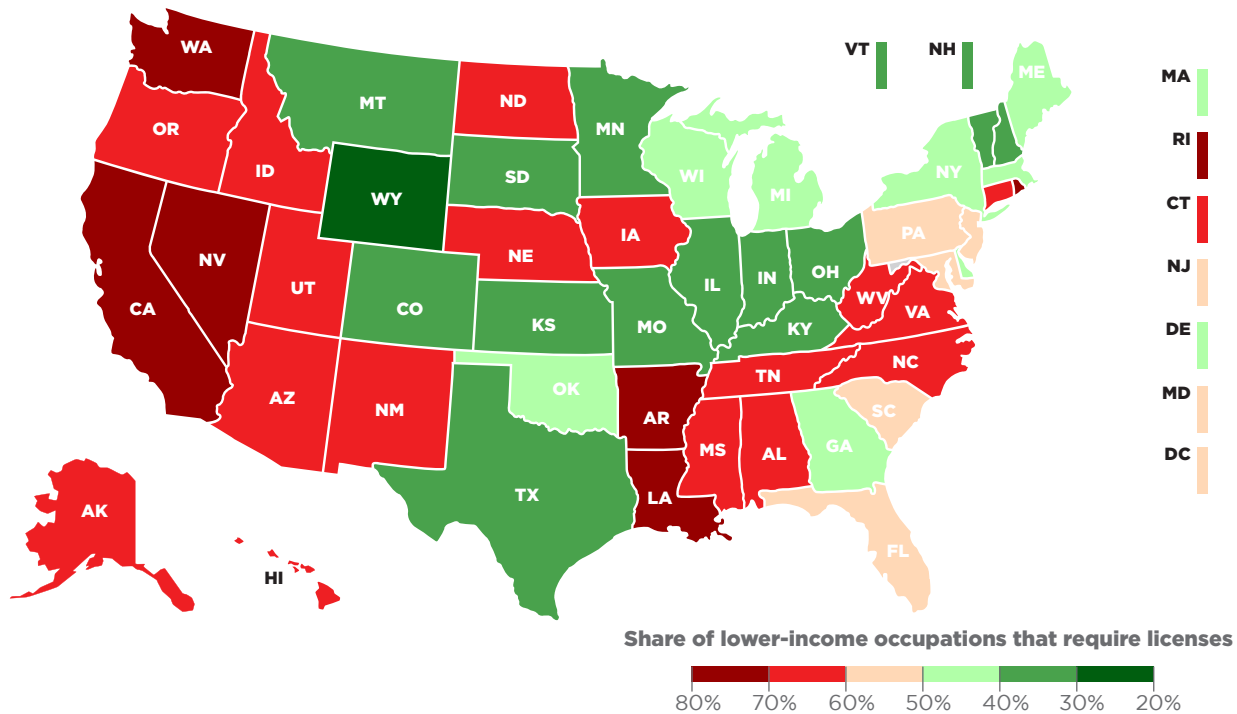 WA
VT
NH
ME
MA
MT
ND
OR
MN
RI
ID
SD
WI
NY
MI
WY
CT
IA
PA
NV
NE
NJ
OH
IN
IL
UT
WV
CA
CO
VA
KS
MO
KY
DE
NC
TN
OK
MD
AZ
NM
AR
SC
MS
AL
GA
DC
TX
LA
AK
FL
HI
Share of lower-income occupations that require licenses
80% 70% 60% 50% 40% 30% 20%